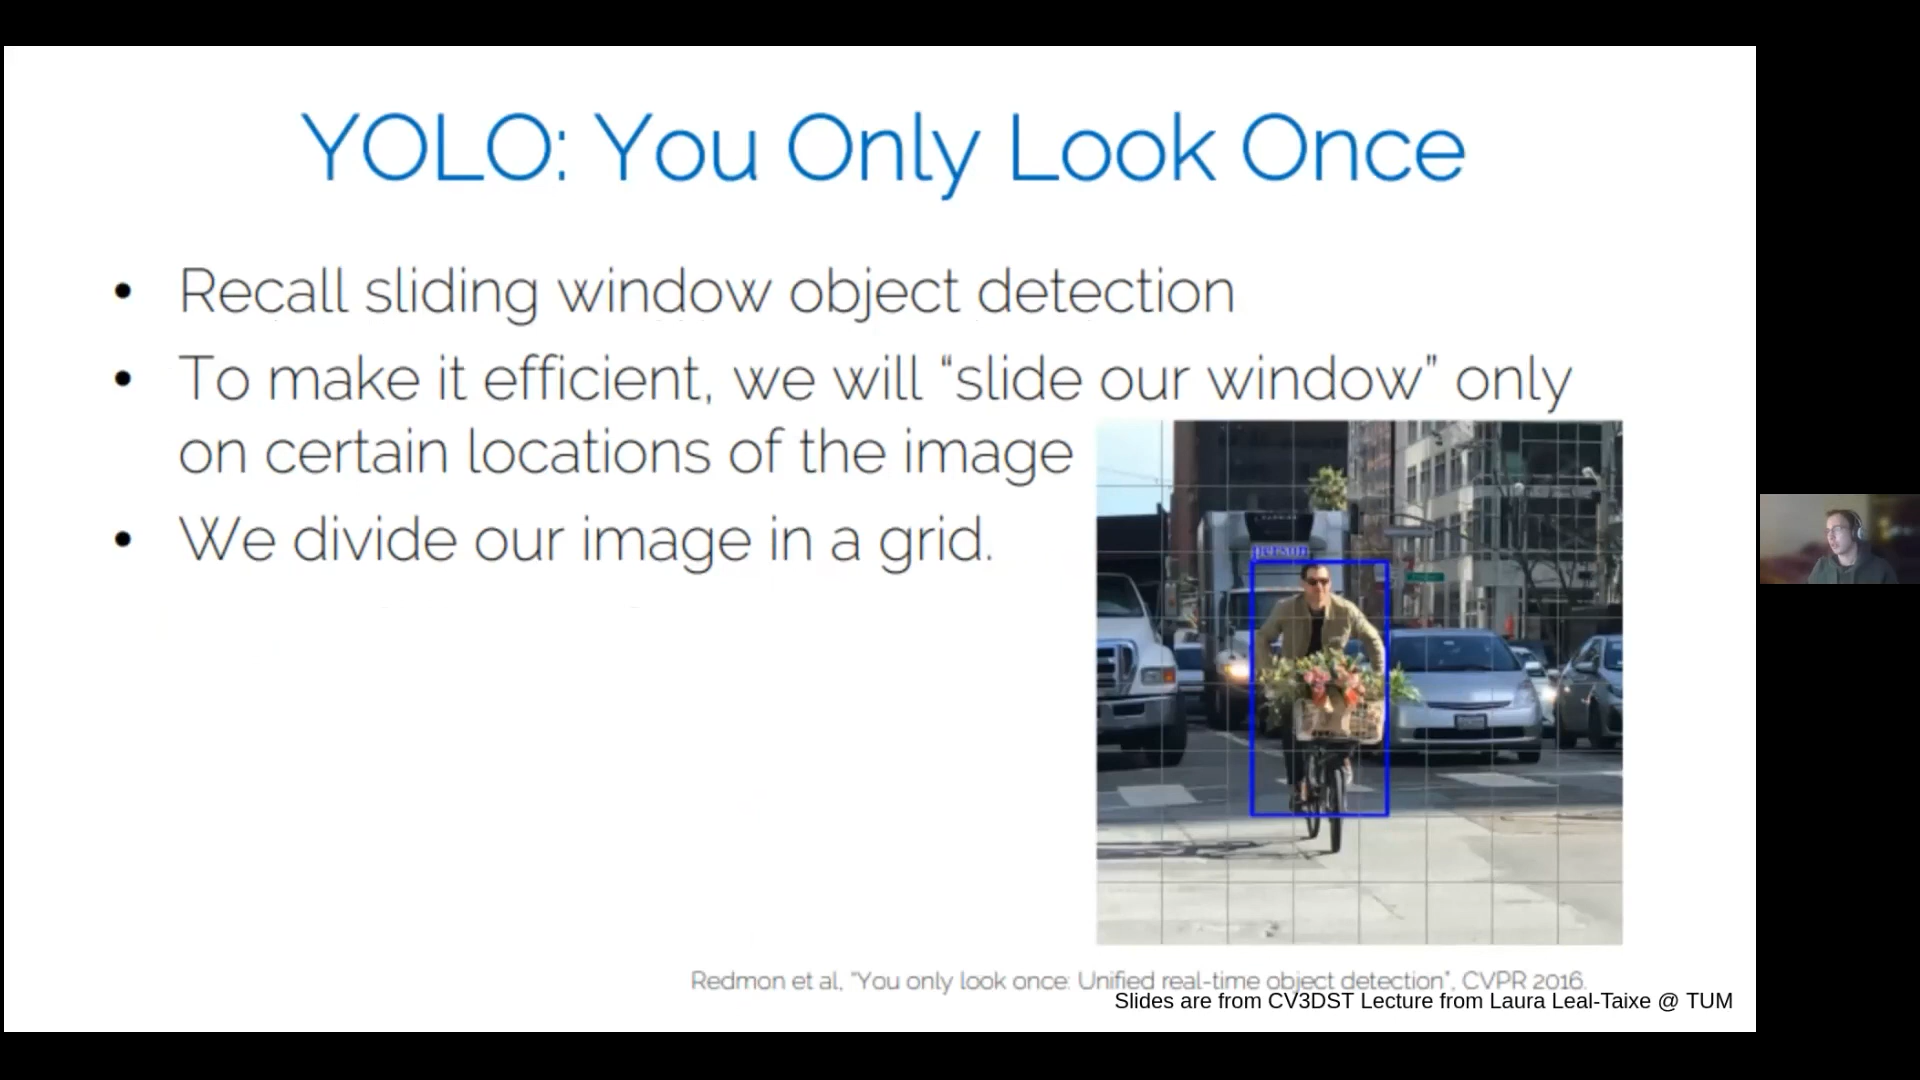 YOLO: You Only Look Once
• Recall sliding window object detection
• To make it efficient, we will “slide our window” only
on certain locations of the image
• We divide our image in a grid.
person
Redmon et al, “You only look once: Unified real-time object detection”, CVPR 2016.
Slides are from CV3DST Lecture from Laura Leal-Taixe @ TUM